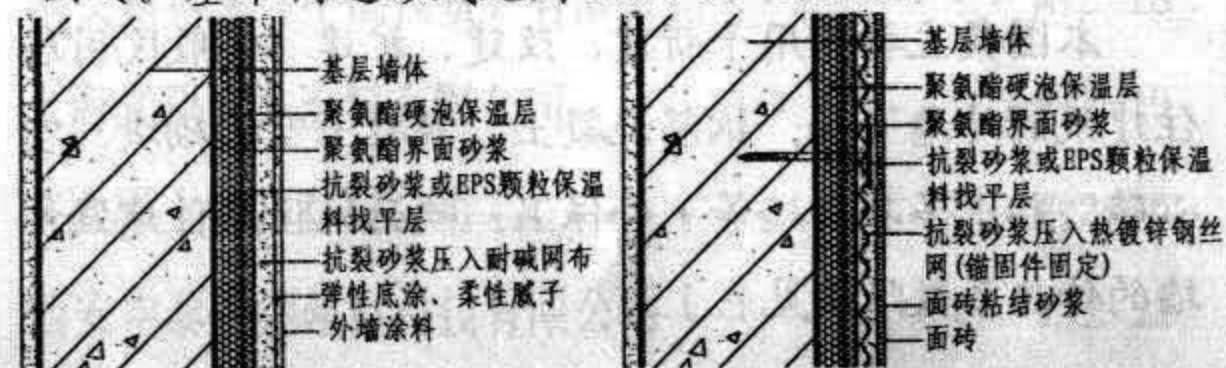 基层墙体
聚氨酯硬泡保温层
聚氨酯界面砂浆
抗裂砂浆或EPS颗粒保温
料找平层
抗裂砂浆压入耐碱网布
弹性底涂、柔性腻子
外墙涂料
基层墙体
聚氨酯硬泡保温层
聚氨酯界面砂浆
抗裂砂浆或EPS颗粒保温
料找平层
抗裂砂浆压入热镀锌钢丝
网(锚固件固定)
面砖粘结砂浆
面砖